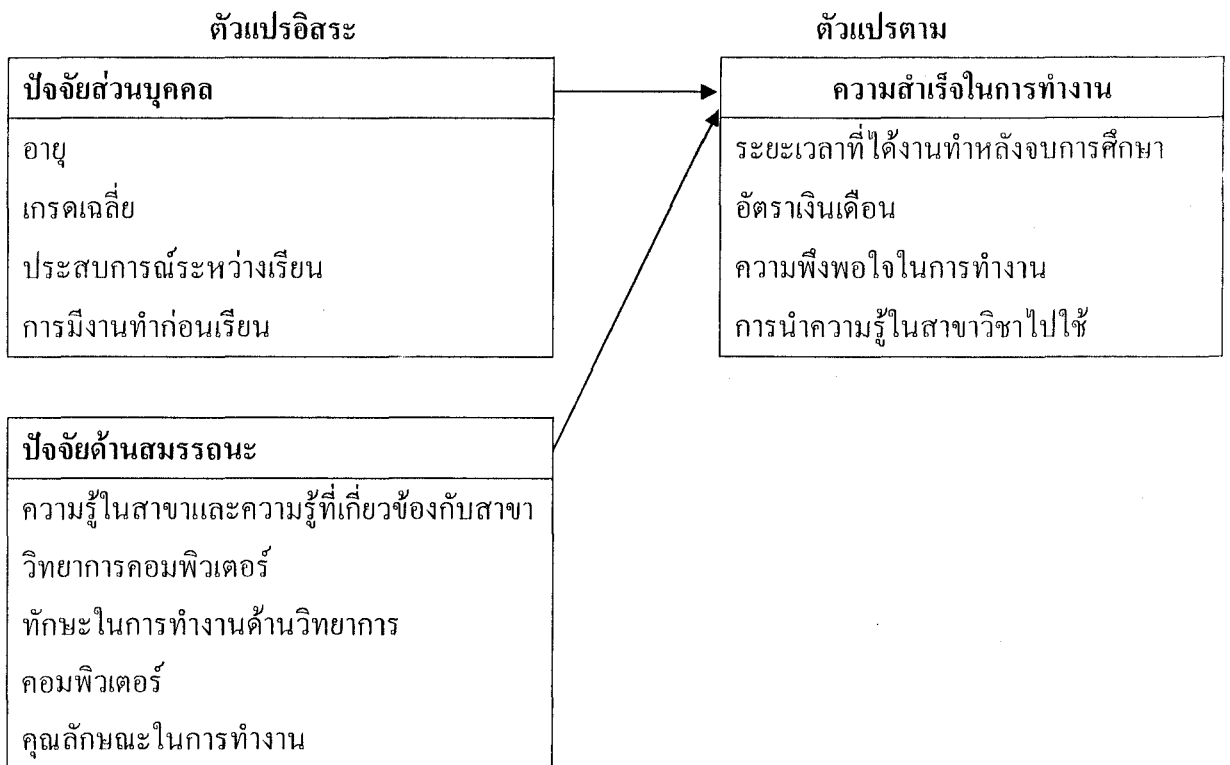 ตัวแปรอิสระ
ตัวแปรตาม
ปัจจัยส่วนบุคคล
อายุ
เกรดเฉลี่ย
ประสบการณ์ระหว่างเรียน
การมีงานทำก่อนเรียน
ความสำเร็จในการทำงาน
ระยะเวลาที่ได้งานทำหลังจบการศึกษา
อัตราเงินเดือน
ความพึงพอใจในการทำงาน
การนำความรู้ในสาขาวิชาไปใช้
ปัจจัยด้านสมรรถนะ
ความรู้ในสาขาและความรู้ที่เกี่ยวข้องกับสาขา
วิทยาการคอมพิวเตอร์
ทักษะในการทำงานด้านวิทยาการ
คอมพิวเตอร์
คุณลักษณะในการทำงาน